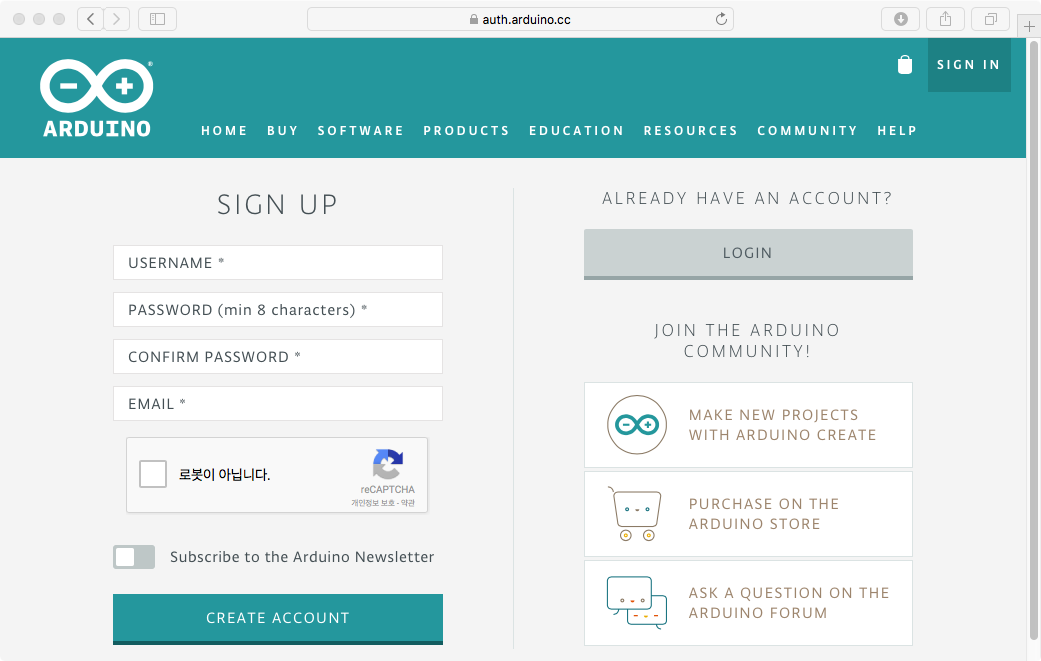 auth.arduino.cc
SIGN IN
ARDUINO
HOME BUY SOFTWARE PRODUCTS EDUCATION RESOURCES COMMUNITY HELP
SIGN UP
USERNAME *
PASSWORD (min 8 characters) *
CONFIRM PASSWORD *
EMAIL *
로봇이 아닙니다.
reCAPTCHA
개인정보 보호 - 약관
Subscribe to the Arduino Newsletter
CREATE ACCOUNT
ALREADY HAVE AN ACCOUNT?
LOGIN
JOIN THE ARDUINO
COMMUNITY!
MAKE NEW PROJECTS
WITH ARDUINO CREATE
PURCHASE ON THE
ARDUINO STORE
ASK A QUESTION ON THE
ARDUINO FORUM